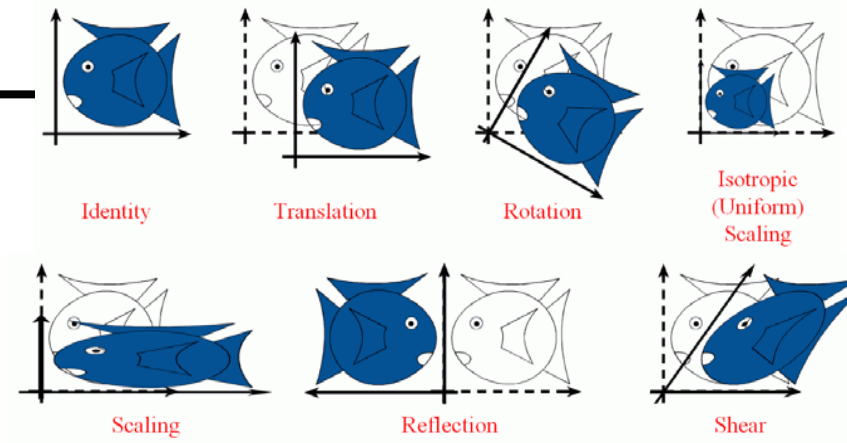 Identity
Translation
Rotation
Isotropic
(Uniform)
Scaling
Scaling
Reflection
Shear